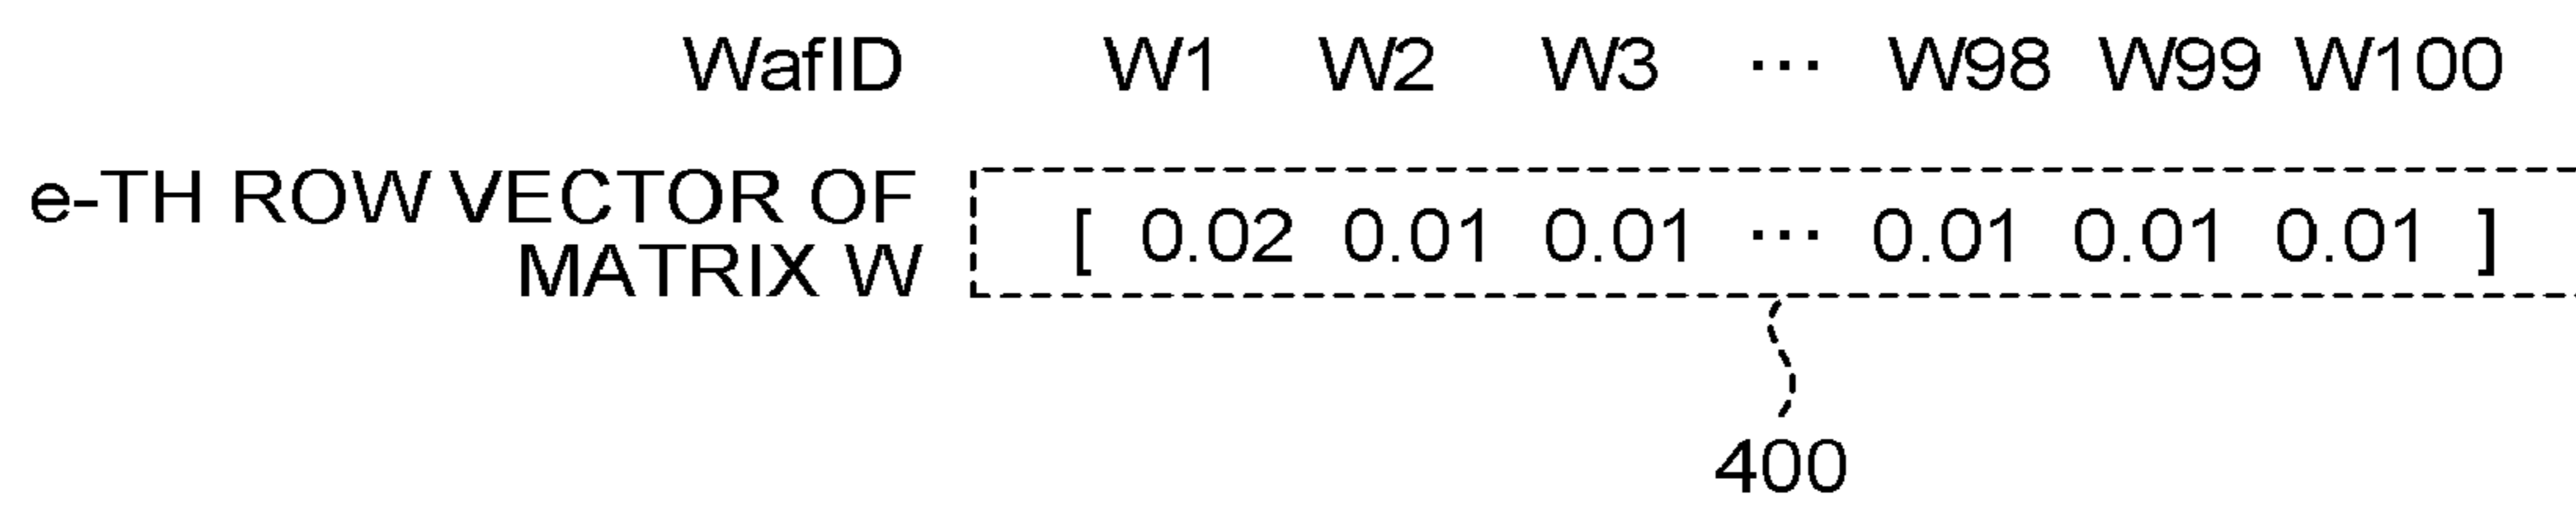 WafID W1 W2 W3 ··· W98 W99 W100
e-TH ROW VECTOR OF
MATRIX W
[ 0.02 0.01 0.01 ··· 0.01 0.01 0.01 ]
400